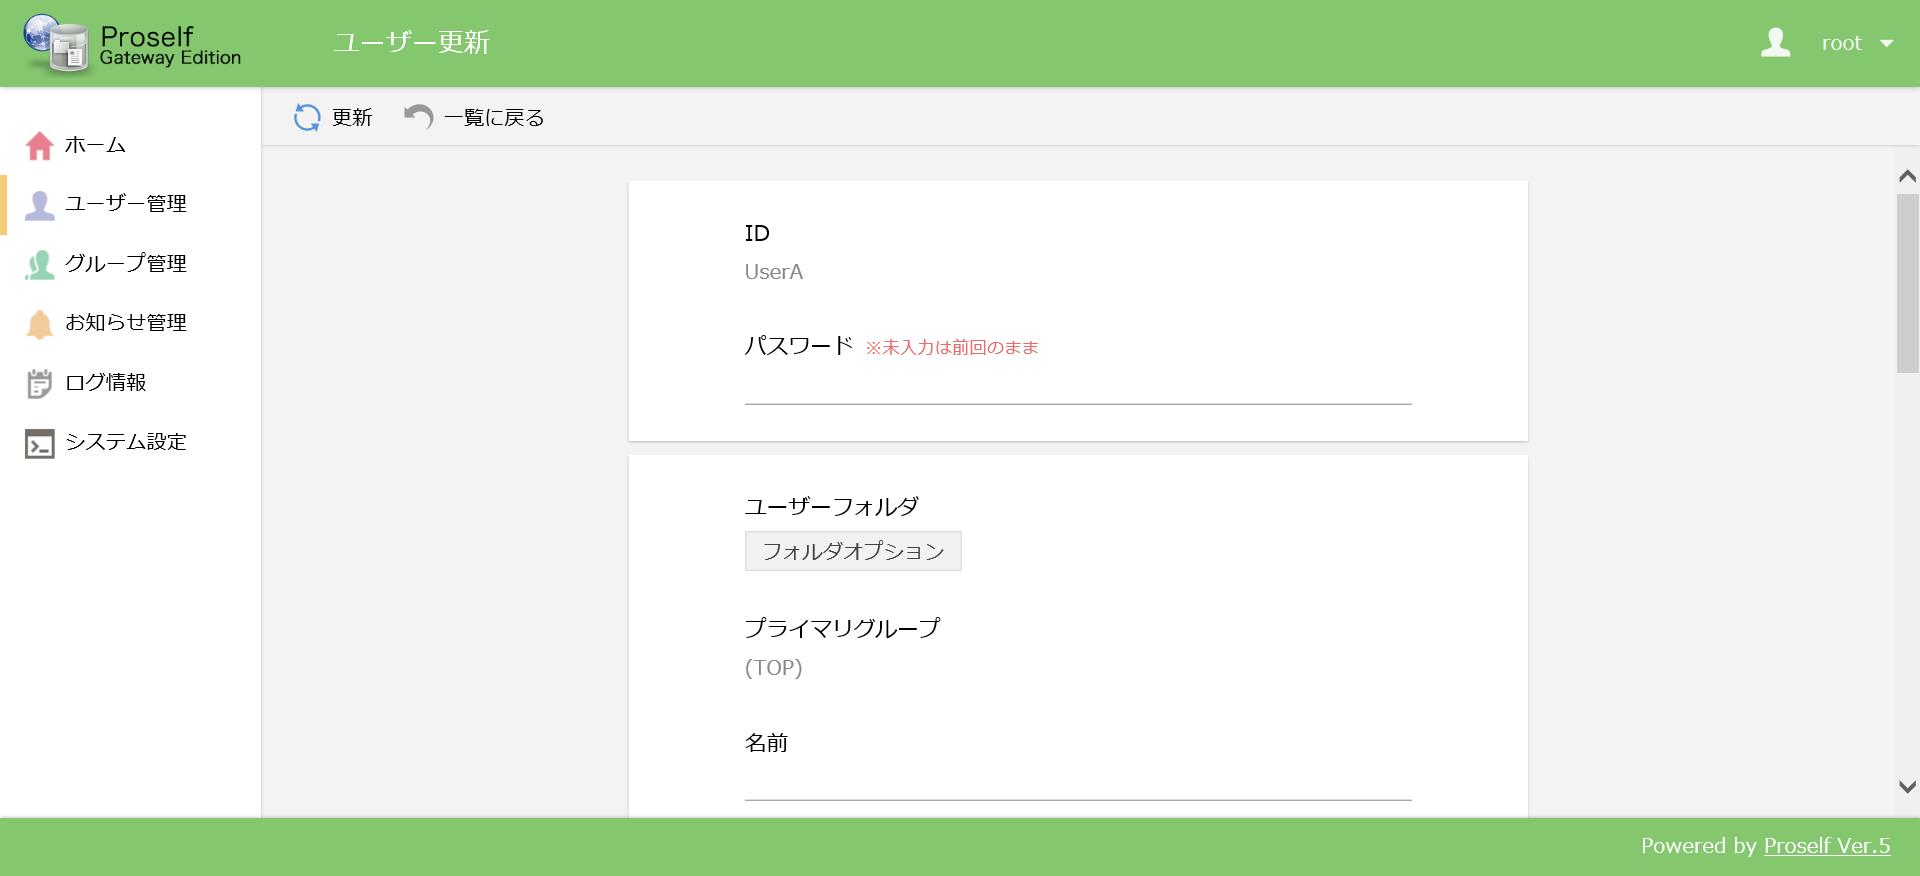 Proself
Gateway Edition
ユーザー更新
root
更新
一覧に戻る
ホーム
ユーザー管理
グループ管理
お知らせ管理
ログ情報
システム設定
ID
UserA
パスワード ※未入力は前回のまま
ユーザーフォルダ
フォルダオプション
プライマリグループ
(TOP)
名前
Powered by Proself Ver.5